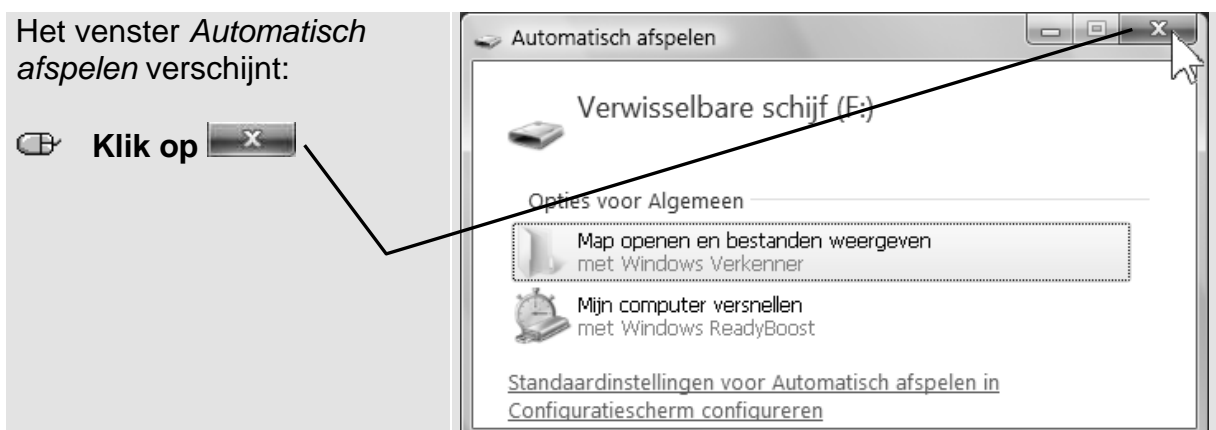 Het venster Automatisch
afspelen verschijnt:
Klik op X
Automatisch afspelen
Verwisselbare schijf (F:)
Opties voor Algemeen
Map openen en bestanden weergeven
met Windows Verkenner
Mijn computer versnellen
met Windows ReadyBoost
Standaardinstellingen voor Automatisch afspelen in
Configuratiescherm configureren